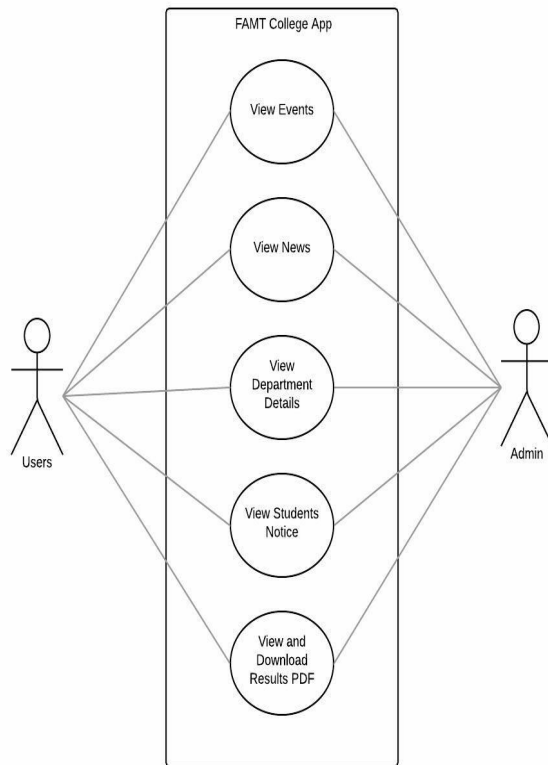 FAMT College App
View Events
View News
View
Department
Details
View Students
Notice
View and
Download
Results PDF
Users
Admin